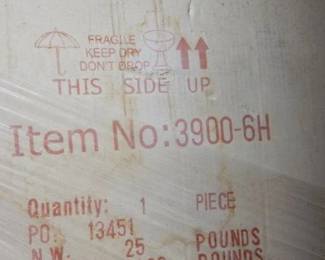 FRAGILE
KEEP DRY
DON'T DROP
THIS SIDE UP
Item No: 3900-6H
Quantity: 1 PIECE
PO. 13451
N.W. 25 POUNDS
POUNDS